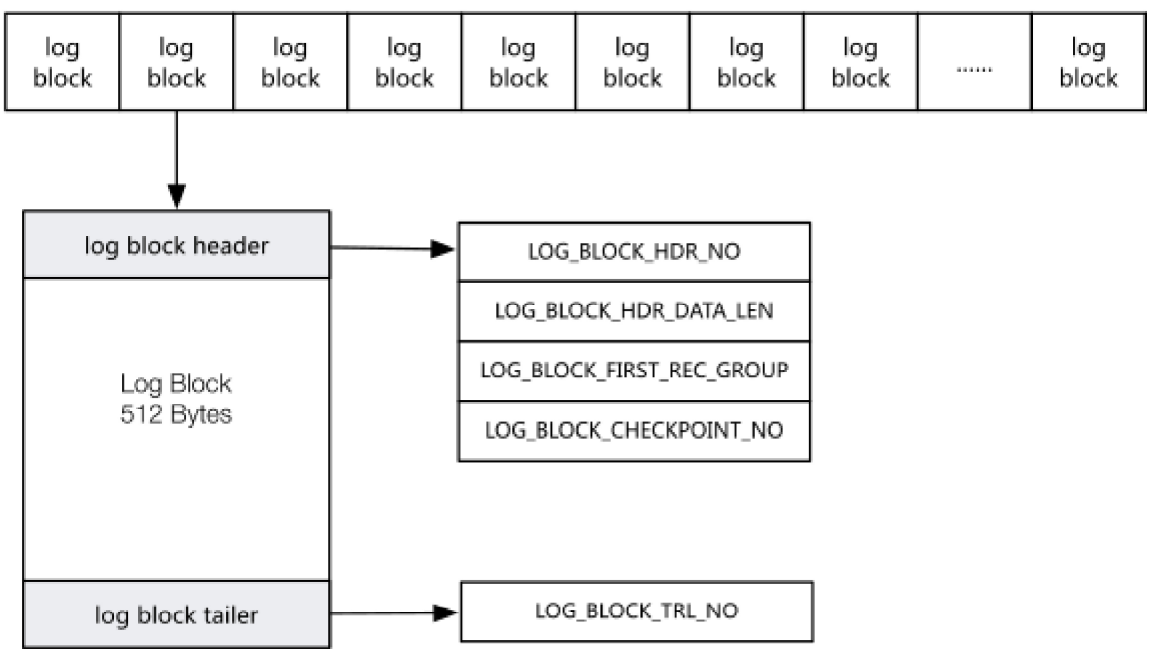 log log log log log log log log log
block block block block block block block block ...... block
log block header
LOG_BLOCK_HDR_NO
LOG_BLOCK_HDR_DATA_LEN
LOG_BLOCK_FIRST_REC_GROUP
LOG_BLOCK_CHECKPOINT_NO
Log Block
512 Bytes
log block tailer
LOG_BLOCK_TRL_NO